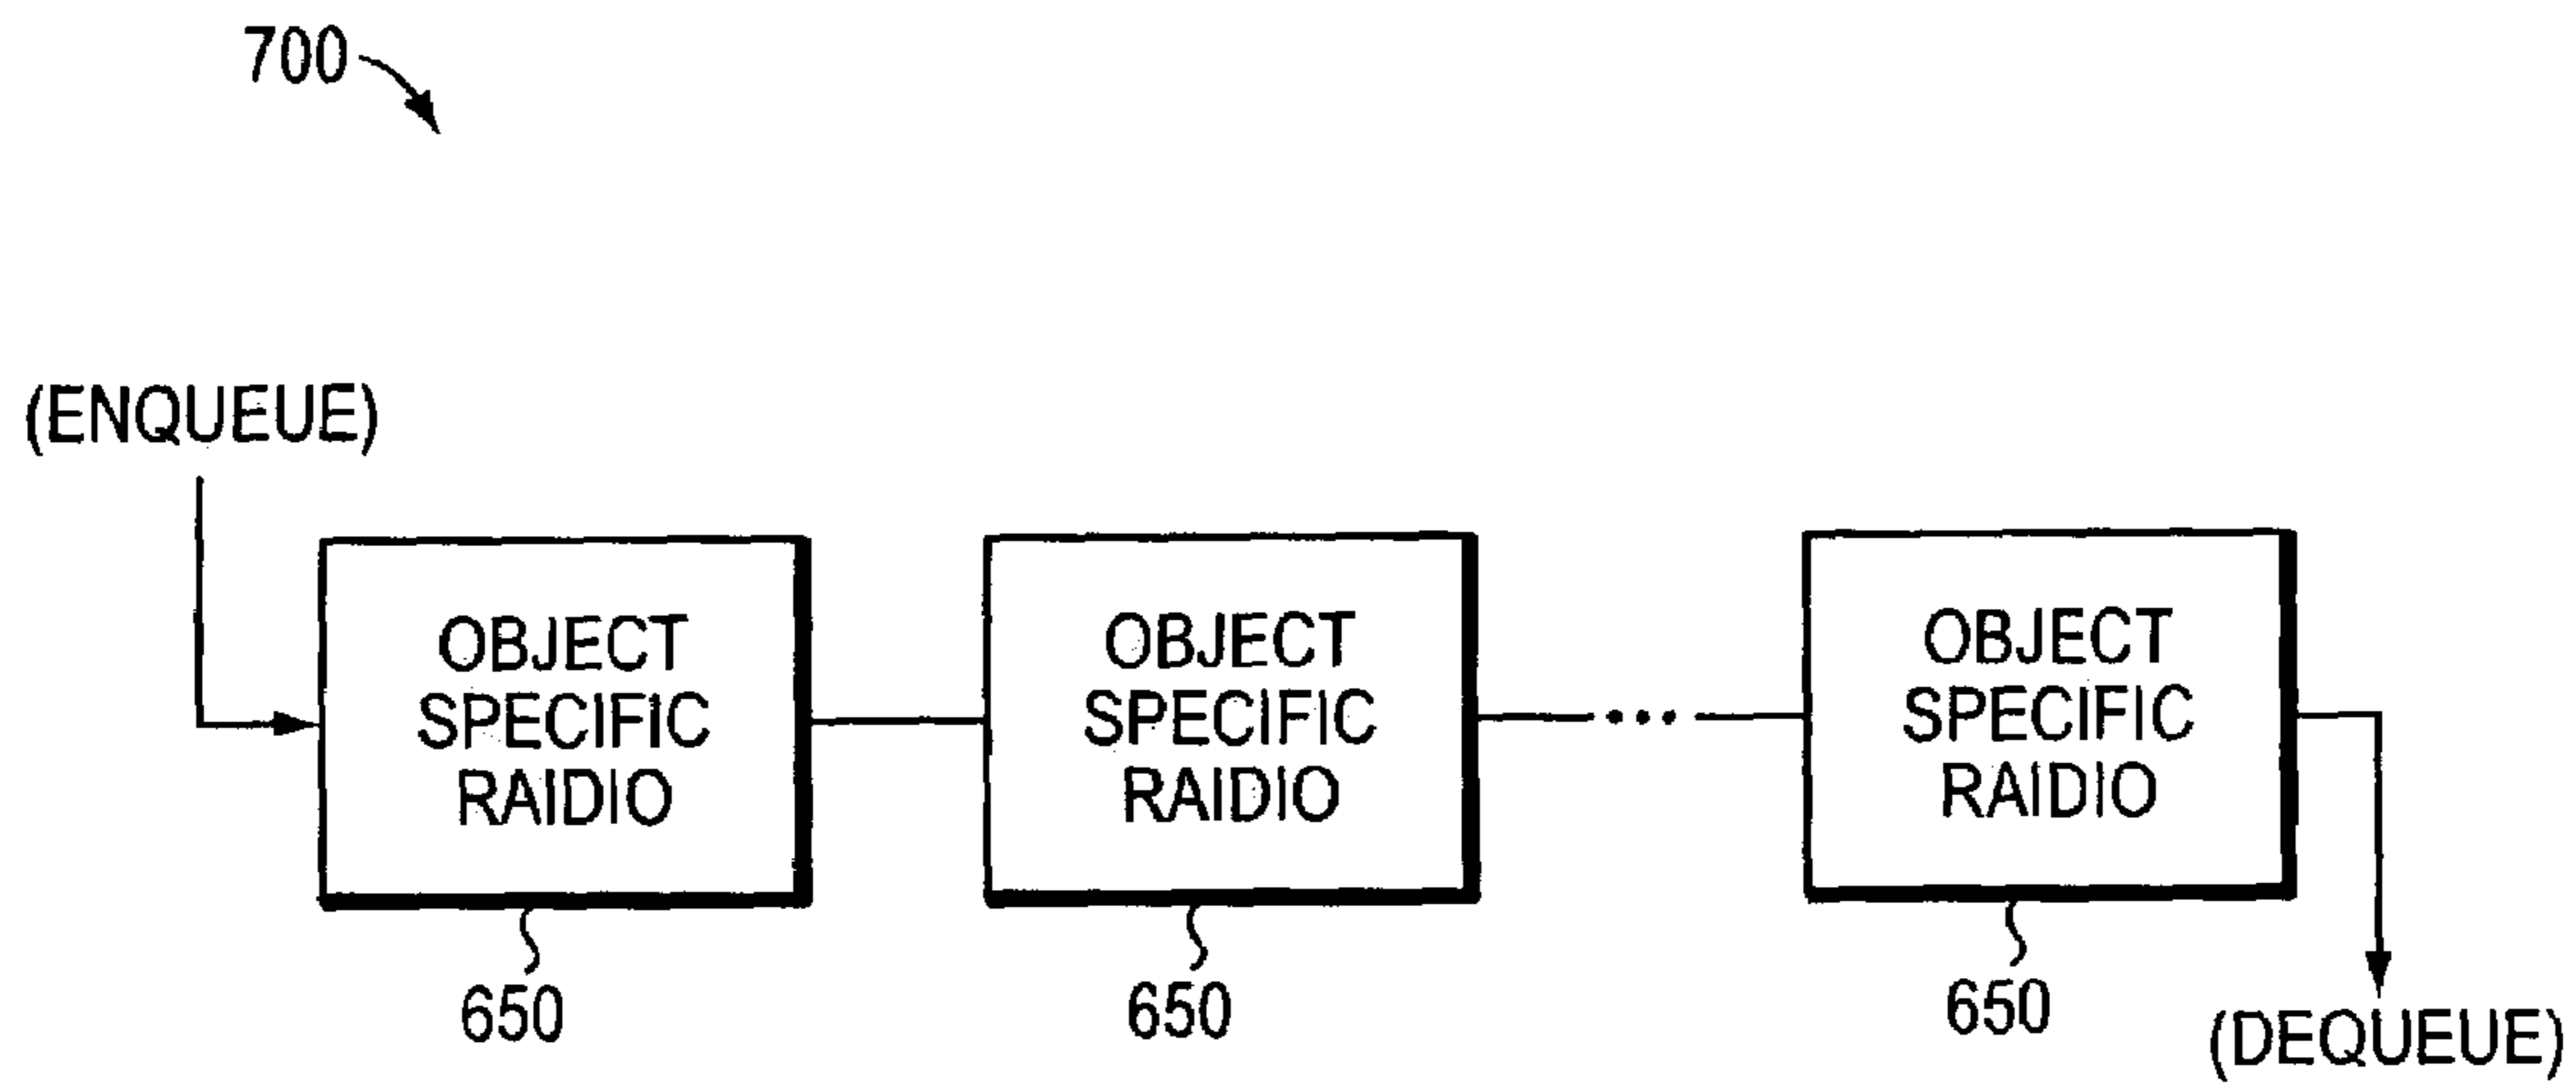 700
(ENQUEUE)
OBJECT
SPECIFIC
RAIDIO
OBJECT
SPECIFIC
RAIDIO
...
OBJECT
SPECIFIC
RAIDIO
650
650
650
(DEQUEUE)